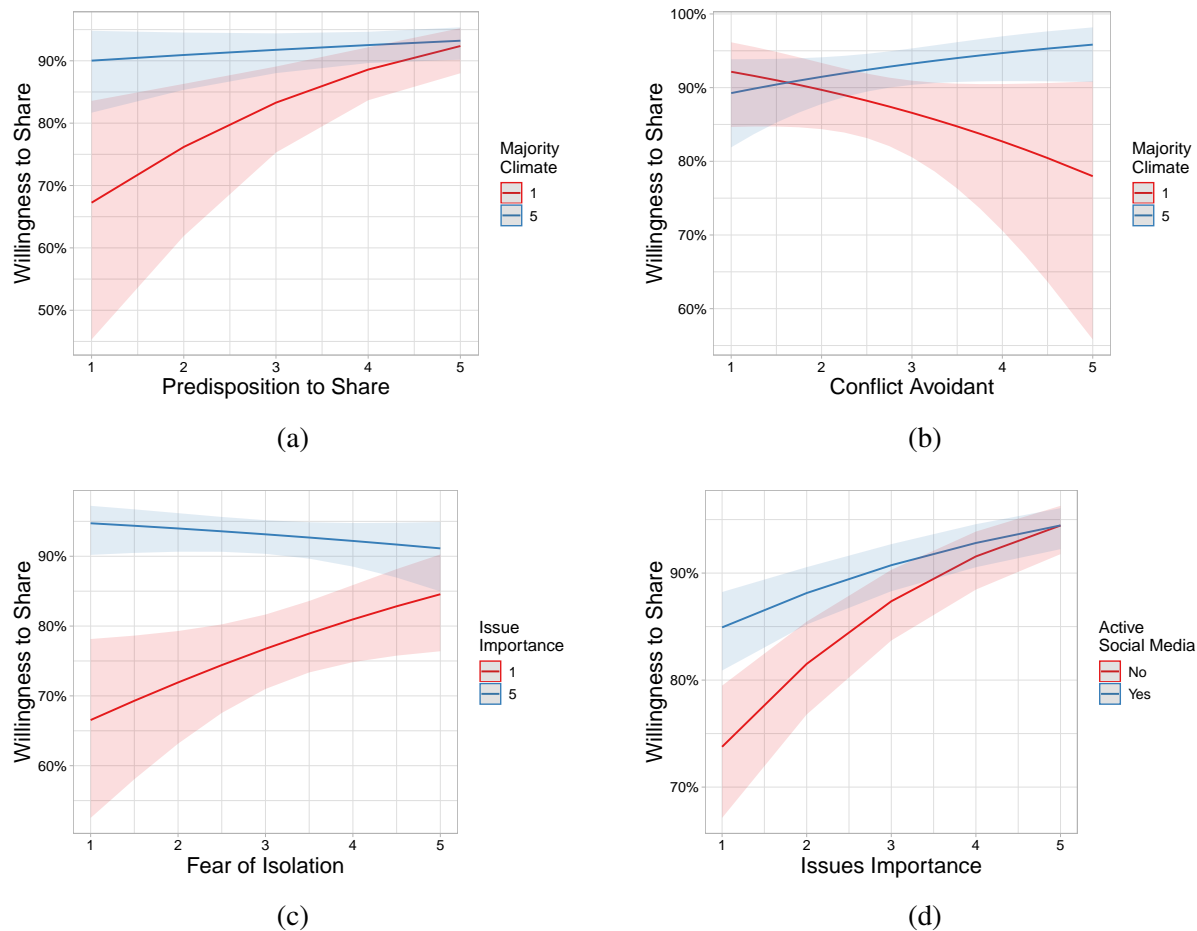 Willingness to Share
90%
80%
70%
60%
50%
1 2 3 4 5
Predisposition to Share
Majority
Climate
1
5
(a)
Willingness to Share
100%
90%
80%
70%
60%
1 2 3 4 5
Conflict Avoidant
Majority
Climate
1
5
(b)
Willingness to Share
90%
80%
70%
60%
1 2 3 4 5
Fear of Isolation
Issue
Importance
1
5
(c)
Willingness to Share
90%
80%
70%
1 2 3 4 5
Issues Importance
Active
Social Media
No
Yes
(d)